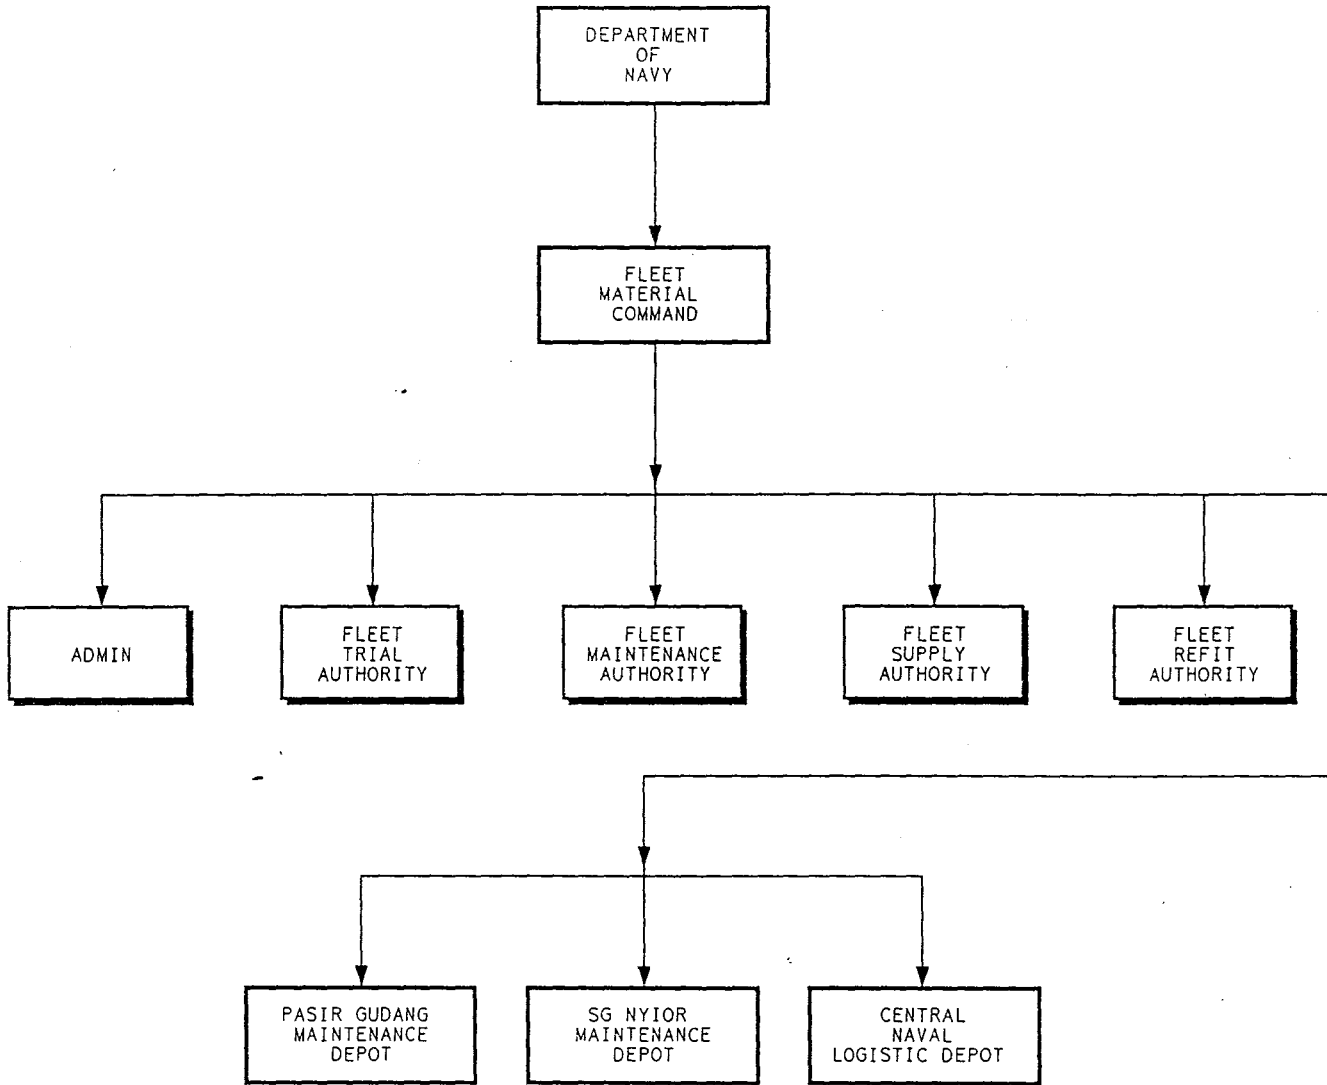 DEPARTMENT
OF
NAVY
FLEET
MATERIAL
COMMAND
ADMIN
FLEET
TRIAL
AUTHORITY
FLEET
MAINTENANCE
AUTHORITY
FLEET
SUPPLY
AUTHORITY
FLEET
REFIT
AUTHORITY
PASIR GUDANG
MAINTENANCE
DEPOT
SG NYIOR
MAINTENANCE
DEPOT
CENTRAL
NAVAL
LOGISTIC DEPOT